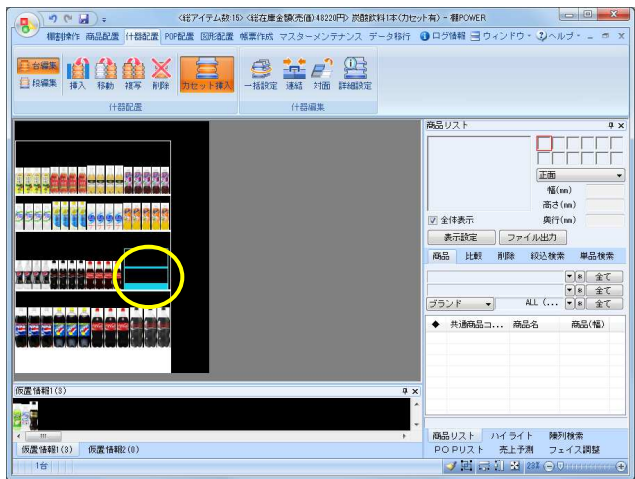 <総アイテム数:15> <総在庫金額(売価)48220円> 炭酸飲料1本(カセット有) - 棚POWER
棚割操作 商品配置 什器配置 POP配置 図形配置 帳票作成 マスターメンテナンス データ移行 ログ情報 ウィンドウ ヘルプ
台編集
段編集
挿入 移動 複写 削除 カセット挿入 一括設定 連結 対面 詳細設定
什器配置 什器編集
商品リスト
正面
幅(mm)
高さ(mm)
全体表示 奥行(mm)
表示設定 ファイル出力
商品 比較 削除 絞込検索 単品検索
* 全て
* 全て
ブランド ALL (... * 全て
◆ 共通商品コ... 商品名 商品(幅)
仮置情報1(3)
仮置情報1(3) 仮置情報2(0)
商品リスト ハイライト 陳列検索
POPリスト 売上予測 フェイス調整
1台 23%